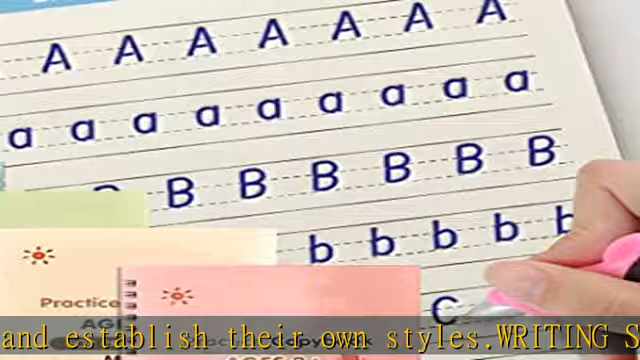 A A A A A A A
a a a a a a a a a
B B B B B B
b b b b b
C
Practice
and establish their own styles.WRITING S